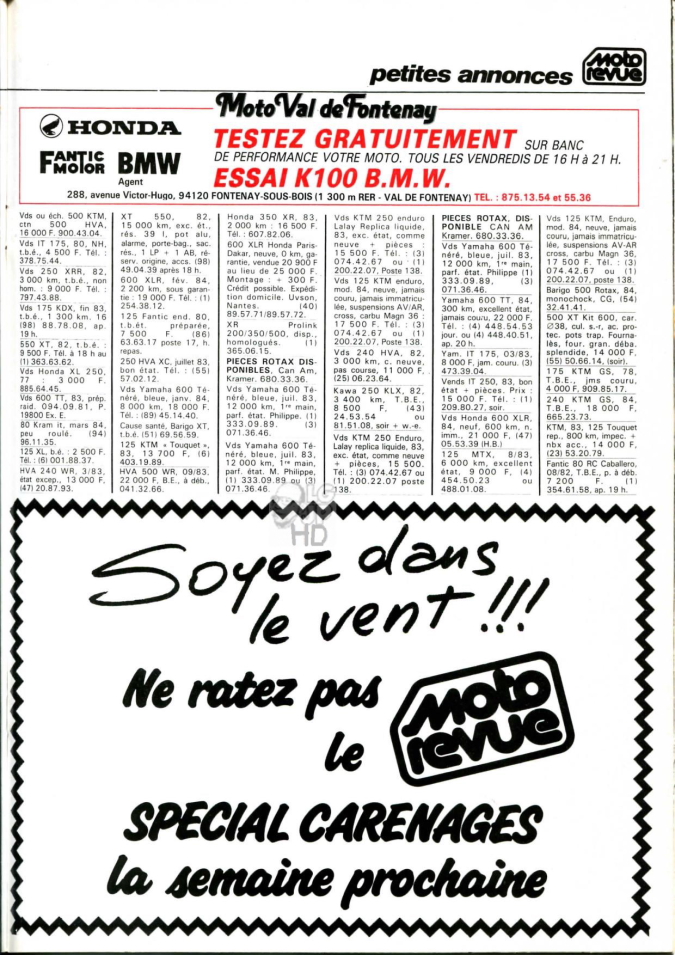 petites annonces
Moto
revue
Moto Val de Fontenay
HONDA
FANTIC
MOTOR
BMW
Agent
TESTEZ GRATUITEMENT SUR BANC
DE PERFORMANCE VOTRE MOTO. TOUS LES VENDREDIS DE 16 H à 21 H.
ESSAI K100 B.M.W.
288, avenue Victor-Hugo, 94120 FONTENAY-SOUS-BOIS (1 300 m RER - VAL DE FONTENAY) TEL. : 875.13.54 et 55.36
Vds ou éch. 500 KTM,
ctn 500 HVA,
16 000 F. 900.43.04.
Vds IT 175, 80, NH,
t.b.é., 4 500 F. Tél. :
378.75.44.
Vds 250 XRR, 82,
3 000 km, t.b.é., non
hom. : 9 000 F. Tél. :
797.43.88.
Vds 175 KDX, fin 83,
t.b.é., 1 300 km. 16
(98) 88.78.08, ap.
19 h.
550 XT, 82, t.b.é. :
9 500 F. Tél. à 18 h au
(1) 363.63.62.
Vds Honda XL 250,
77 : 3 000 F.
885.64.45.
Vds 600 TT, 83, prép.
raid. 094.09.81, P.
19800 Ex. E.
80 Kram it, mars 84,
peu roulé, (94)
96.11.35.
125 XL, b.é. : 2 500 F.
Tél. : (6) 001.88.37.
HVA 240 WR, 3/83,
état excep., 13 000 F,
(47) 20.87.93.
XT 550, 82,
15 000 km, exc. ét.,
rés. 39 l, pot alu,
alarme, porte-bag., sac.
rés., 1 LP + 1 AB, ré-
serv. origine, accs. (98)
49.04.39 après 18 h.
600 XLR, fév. 84,
2 200 km, sous garan-
tie : 19 000 F. Tél. : (1)
254.38.12.
125 Fantic end. 80,
t.b.ét. préparée,
7 500 F. (86)
63.63.17 poste 17, h.
repas.
250 HVA XC, juillet 83,
bon état. Tél. : (55)
57.02.12.
Vds Yamaha 600 Té-
néré, bleue, janv. 84,
8 000 km, 18 000 F.
Tél. : (89) 45.14.40.
Cause santé, Barigo XT,
t.b.é. (51) 69.56.59.
125 KTM « Touquet »,
83, 13 700 F, (6)
403.19.89.
HVA 500 WR, 09/83,
22 000 F, B.E., à déb.,
041.32.66.
Honda 350 XR, 83,
2 000 km : 16 500 F.
Tél. : 607.82.06.
600 XLR Honda Paris-
Dakar, neuve, 0 km, ga-
rantie, vendue 20 900 F
au lieu de 25 000 F.
Montage : + 300 F.
Crédit possible. Expédi-
tion domicile. Uvson,
Nantes. (40)
89.57.71/89.57.72.
XR Prolink
200/350/500, disp.,
homologués. (1)
365.06.15.
PIECES ROTAX DIS-
PONIBLES, Can Am,
Kramer. 680.33.36.
Vds Yamaha 600 Té-
néré, bleue, juil. 83,
12 000 km, 1re main,
parf. état. Philippe. (1)
333.09.89. (3)
071.36.46.
Vds Yamaha 600 Té-
néré, bleue, juil. 83,
12 000 km, 1re main,
parf. état. M. Philippe,
(1) 333.09.89 ou (3)
071.36.46.
Vds KTM 250 enduro
Lalay Replica liquide,
83, exc. état, comme
neuve + pièces :
15 500 F. Tél. : (3)
074.42.67 ou (1)
200.22.07, Poste 138.
Vds 125 KTM enduro,
mod. 84, neuve, jamais
couru, jamais immatricu-
lée, suspensions AV/AR,
cross, carbu Magn 36 :
17 500 F. Tél. : (3)
074.42.67 ou (1)
200.22.07, Poste 138.
Vds 240 HVA, 82,
3 000 km, c. neuve,
pas course, 11 000 F,
(25) 06.23.64.
Kawa 250 KLX, 82,
3 400 km, T.B.E.,
8 500 F, (43)
24.53.54 ou
81.51.08, soir + w.-e.
Vds KTM 250 Enduro,
Lalay replica liquide, 83,
exc. état, comme neuve
+ pièces, 15 500.
Tél. : (3) 074.42.67 ou
(1) 200.22.07 poste
138.
PIECES ROTAX, DIS-
PONIBLE CAN AM
Kramer. 680.33.36.
Vds Yamaha 600 Té-
néré, bleue, juil. 83,
12 000 km, 1re main,
parf. état. Philippe (1)
333.09.89, (3)
071.36.46.
Yamaha 600 TT, 84,
300 km, excellent état,
jamais couru, 22 000 F.
Tél. : (4) 448.54.53
jour. ou (4) 448.40.51,
ap. 20 h.
Yam. IT 175, 03/83,
8 000 F, jam. couru. (3)
473.39.04.
Vends IT 250, 83, bon
état + pièces. Prix :
15 000 F. Tél. : (1)
209.80.27, soir.
Vds Honda 600 XLR,
84, neuf, 600 km, n.
imm., 21 000 F, (47)
05.53.39 (H.B.)
125 MTX, 8/83,
6 000 km, excellent
état, 9 000 F, (4)
454.50.23 ou
488.01.08.
Vds 125 KTM, Enduro,
mod. 84, neuve, jamais
couru, jamais immatricu-
lée, suspensions AV-AR
cross, carbu Magn 36,
17 500 F. Tél. : (3)
074.42.67 ou (1)
200.22.07, poste 138.
Barigo 500 Rotax, 84,
monochock, CG, (54)
32.41.41.
500 XT Kit 600, car.
∅38, cul. s.-r, ac. pro-
tec. pots trap. Fourna-
lès, four. gran. déba.
splendide, 14 000 F.
(55) 50.66.14, (soir).
175 KTM GS, 78,
T.B.E., jms couru.
4 000 F, 909.85.17.
240 KTM GS, 84,
T.B.E., 18 000 F,
665.23.73.
KTM, 83, 125 Touquet
rep., 800 km, impec. +
nbx acc., 14 000 F,
(23) 53.20.79.
Fantic 80 RC Caballero,
08/82, T.B.E., p. à déb.
7 200 F, (1)
354.61.58, ap. 19 h.
HD
Soyez dans
le vent !!!
Ne ratez pas
Moto
revue
le
SPECIAL CARENAGES
la semaine prochaine